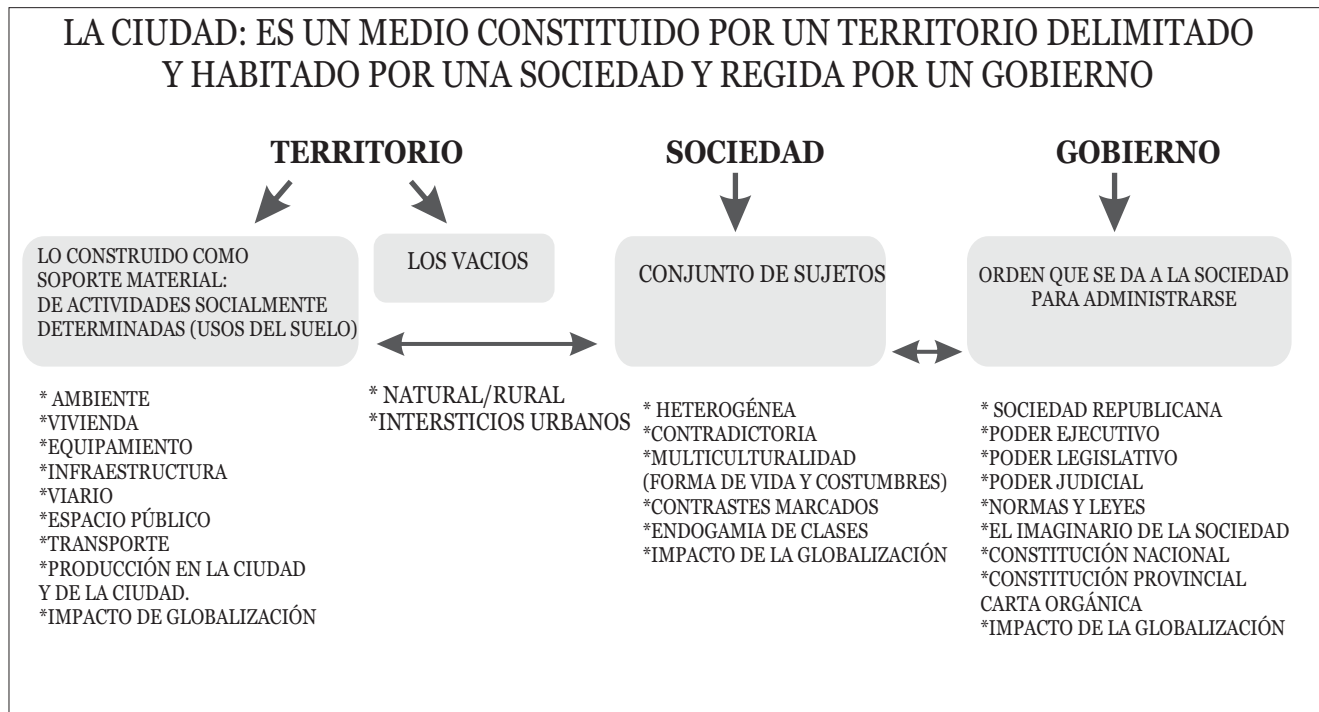 LA CIUDAD: ES UN MEDIO CONSTITUIDO POR UN TERRITORIO DELIMITADO
Y HABITADO POR UNA SOCIEDAD Y REGIDA POR UN GOBIERNO
TERRITORIO
LO CONSTRUIDO COMO
SOPORTE MATERIAL:
DE ACTIVIDADES SOCIALMENTE
DETERMINADAS (USOS DEL SUELO)
* AMBIENTE
*VIVIENDA
*EQUIPAMIENTO
*INFRAESTRUCTURA
*VIARIO
*ESPACIO PÚBLICO
*TRANSPORTE
*PRODUCCIÓN EN LA CIUDAD
Y DE LA CIUDAD.
*IMPACTO DE GLOBALIZACIÓN
LOS VACIOS
* NATURAL/RURAL
*INTERSTICIOS URBANOS
SOCIEDAD
CONJUNTO DE SUJETOS
* HETEROGÉNEA
*CONTRADICTORIA
*MULTICULTURALIDAD
(FORMA DE VIDA Y COSTUMBRES)
*CONTRASTES MARCADOS
*ENDOGAMIA DE CLASES
*IMPACTO DE LA GLOBALIZACIÓN
GOBIERNO
ORDEN QUE SE DA A LA SOCIEDAD
PARA ADMINISTRARSE
* SOCIEDAD REPUBLICANA
*PODER EJECUTIVO
*PODER LEGISLATIVO
*PODER JUDICIAL
*NORMAS Y LEYES
*EL IMAGINARIO DE LA SOCIEDAD
*CONSTITUCIÓN NACIONAL
*CONSTITUCIÓN PROVINCIAL
CARTA ORGÁNICA
*IMPACTO DE LA GLOBALIZACIÓN